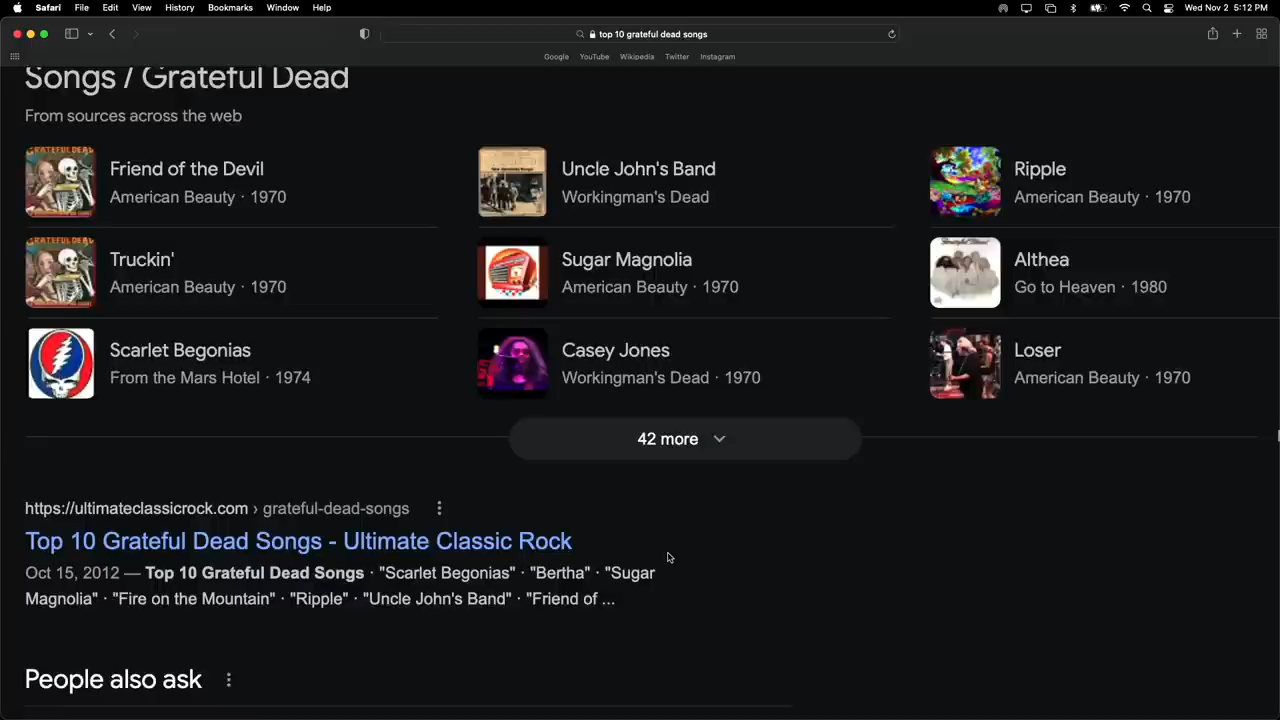 Safari File Edit View History Bookmarks Window Help Wed Nov 2 5:12 PM
top 10 grateful dead songs
Google YouTube Wikipedia Twitter Instagram
Songs / Grateful Dead
From sources across the web
Friend of the Devil
American Beauty · 1970
Uncle John's Band
Workingman's Dead
Ripple
American Beauty · 1970
Truckin'
American Beauty · 1970
Sugar Magnolia
American Beauty · 1970
Althea
Go to Heaven · 1980
Scarlet Begonias
From the Mars Hotel · 1974
Casey Jones
Workingman's Dead · 1970
Loser
American Beauty · 1970
42 more
https://ultimateclassicrock.com › grateful-dead-songs
Top 10 Grateful Dead Songs - Ultimate Classic Rock
Oct 15, 2012 — Top 10 Grateful Dead Songs · "Scarlet Begonias" · "Bertha" · "Sugar
Magnolia" · "Fire on the Mountain" · "Ripple" · "Uncle John's Band" · "Friend of ...
People also ask